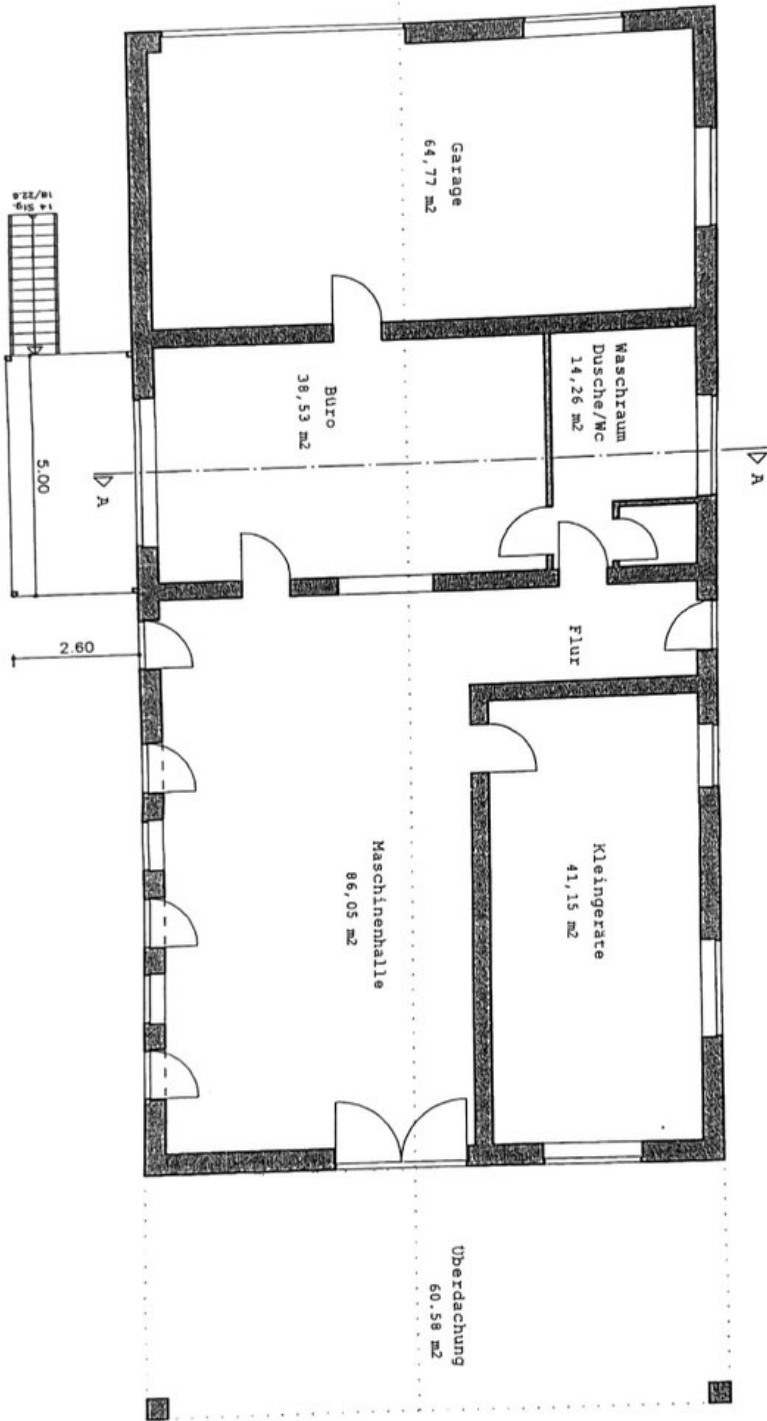 Garage
64,77 m2
14 Stg.
18/22.6
Waschraum
Dusche/Wc
14,26 m2
Büro
38,53 m2
A
A
5.00
2.60
Flur
Maschinenhalle
86,05 m2
Kleingeräte
41,15 m2
Überdachung
60.58 m2